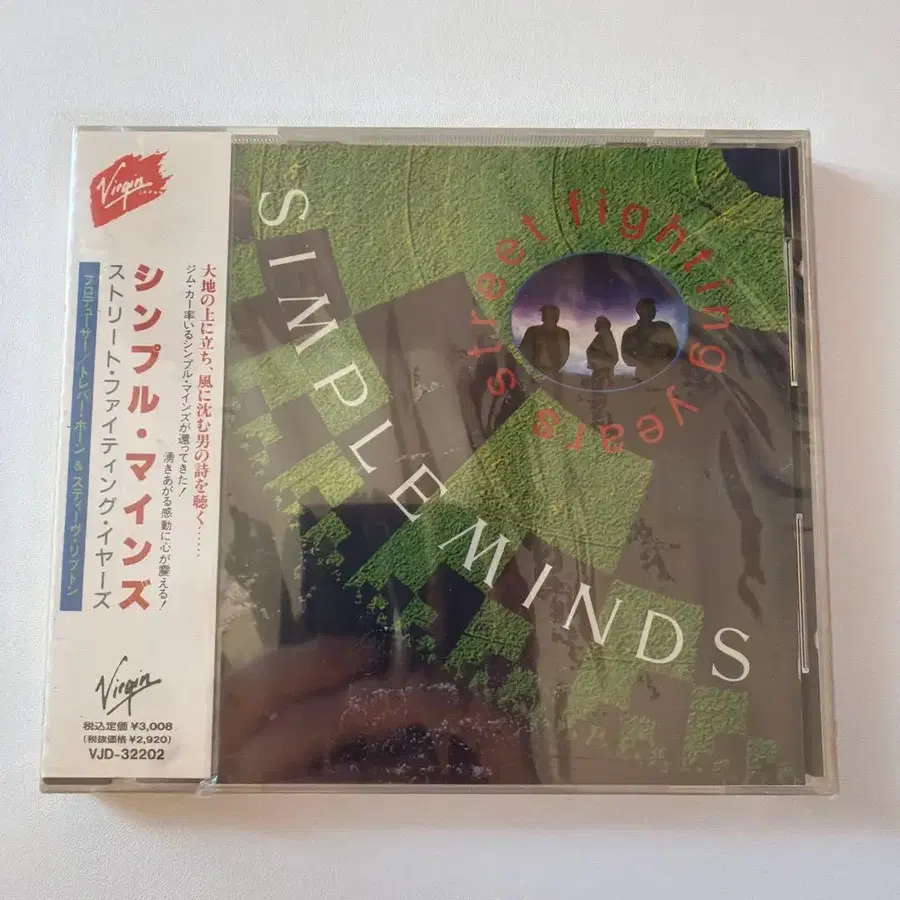 Virgin
JAPAN
大地の上に立ち、風に沈む男の詩を聴く……
ジム・カー率いるシンプル・マインズが還ってきた!
湧きあがる感動に心が震える!
シンプル・マインズ
ストリート・ファイティング・イヤーズ
プロデューサー/トレバー・ホーン & スティーヴ・リプトン
Virgin
税込定価 ¥3,008
(税抜価格 ¥2,920)
VJD-32202
SIMPLE MINDS
street fighting years